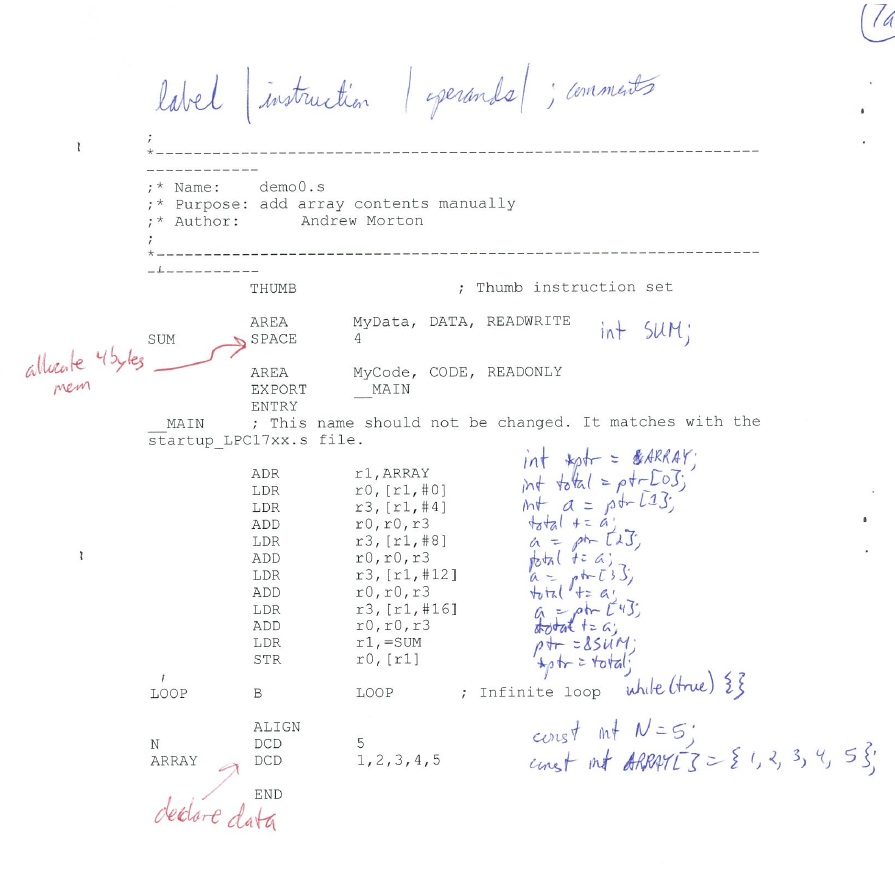 7a
label | instruction | operands | ; comments
;
*------------------------------------------------------------------------
-------------
;* Name:    demo0.s
;* Purpose: add array contents manually
;* Author:       Andrew Morton
;
*------------------------------------------------------------------------
-------------
THUMB                   ; Thumb instruction set
AREA        MyData, DATA, READWRITE
SUM         SPACE       4        int SUM;
allocate 4 bytes
mem
AREA        MyCode, CODE, READONLY
EXPORT      __MAIN
ENTRY
__MAIN      ; This name should not be changed. It matches with the
startup_LPC17xx.s file.
ADR         r1,ARRAY        int *ptr = &ARRAY;
LDR         r0,[r1,#0]      int total = ptr[0];
LDR         r3,[r1,#4]      int a = ptr[1];
ADD         r0,r0,r3        total += a;
LDR         r3,[r1,#8]      a = ptr[2];
ADD         r0,r0,r3        total += a;
LDR         r3,[r1,#12]     a = ptr[3];
ADD         r0,r0,r3        total += a;
LDR         r3,[r1,#16]     a = ptr[4];
ADD         r0,r0,r3        total += a;
LDR         r1,=SUM         ptr = &SUM;
STR         r0,[r1]         *ptr = total;
LOOP        B           LOOP        ; Infinite loop   while(true) {}
ALIGN
N           DCD         5           const int N=5;
ARRAY       DCD         1,2,3,4,5   const int ARRAY[] = {1, 2, 3, 4, 5};
END
declare data